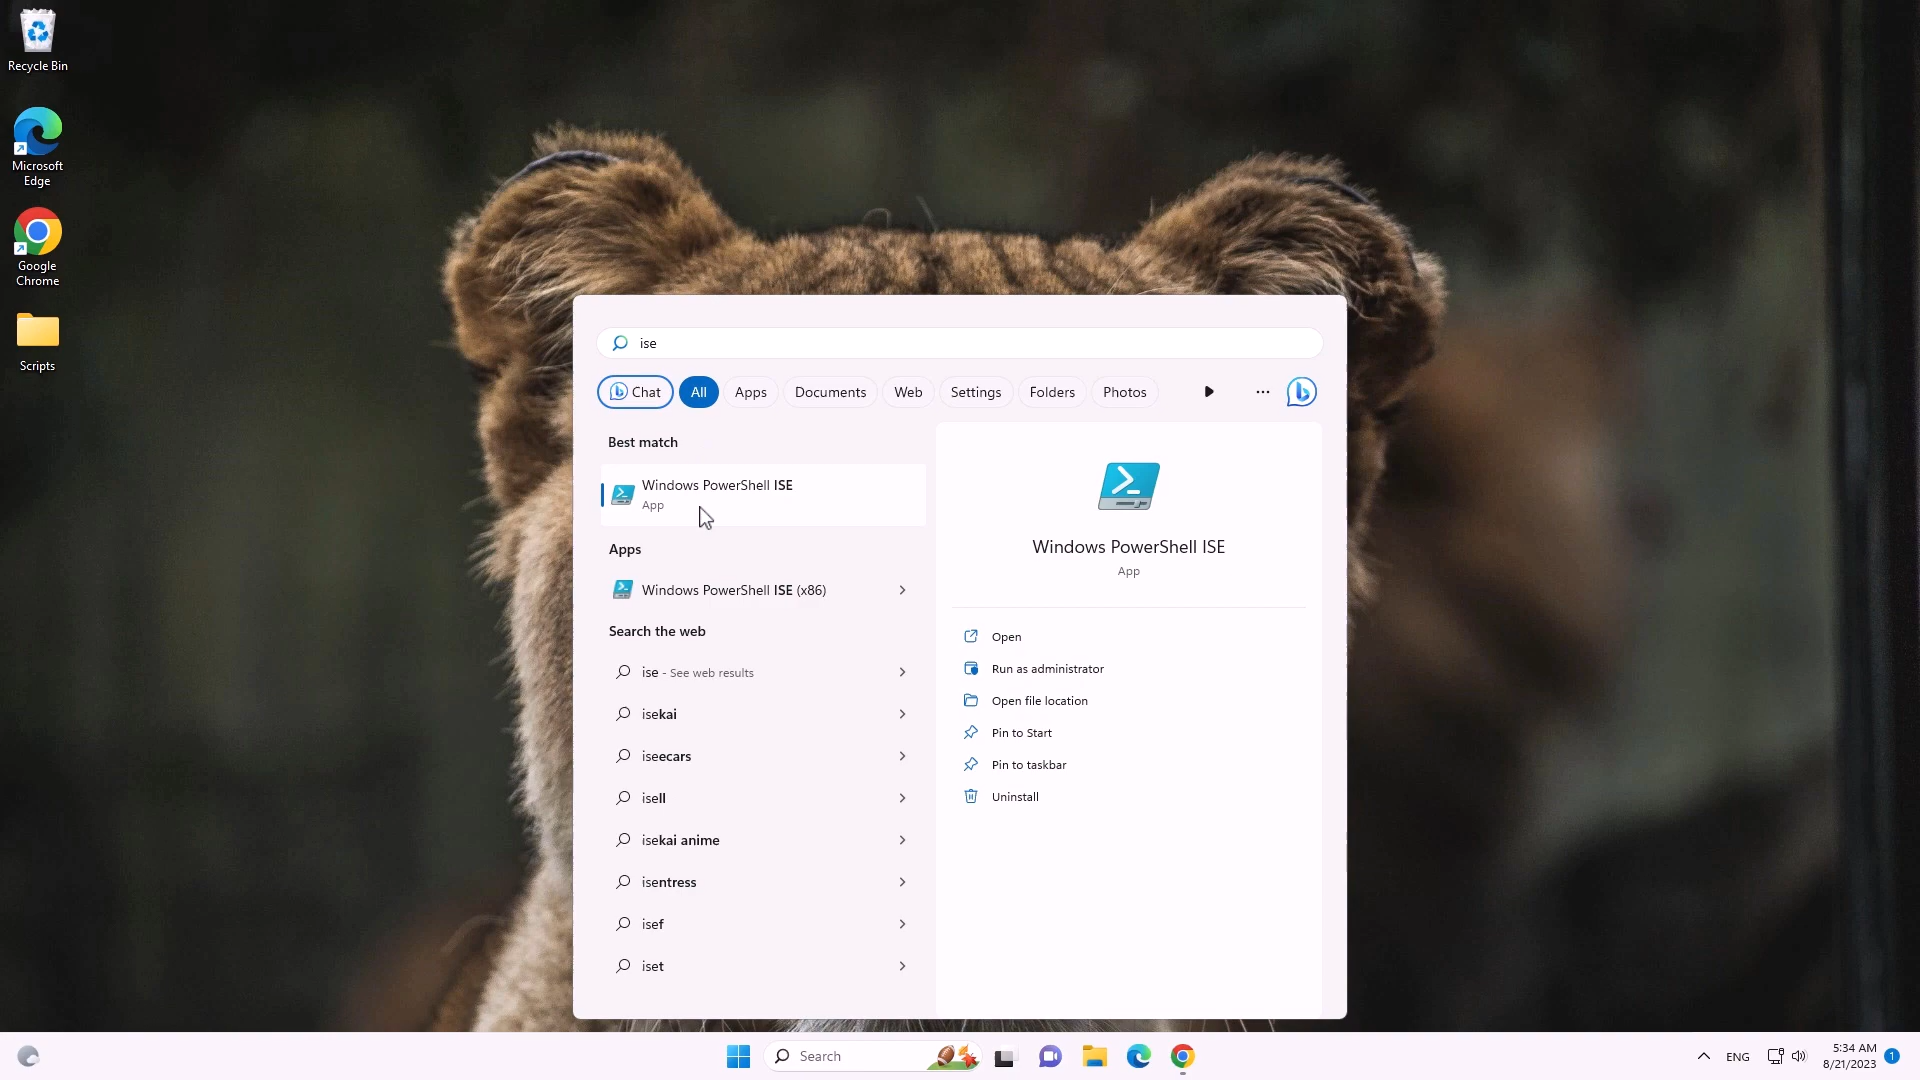 Recycle Bin
Microsoft
Edge
Google
Chrome
Scripts
ise
Chat
All
Apps
Documents
Web
Settings
Folders
Photos
Best match
Windows PowerShell ISE
App
Apps
Windows PowerShell ISE (x86)
Search the web
ise - See web results
isekai
iseecars
isell
isekai anime
isentress
isef
iset
Windows PowerShell ISE
App
Open
Run as administrator
Open file location
Pin to Start
Pin to taskbar
Uninstall
Search
ENG
5:34 AM
8/21/2023
1